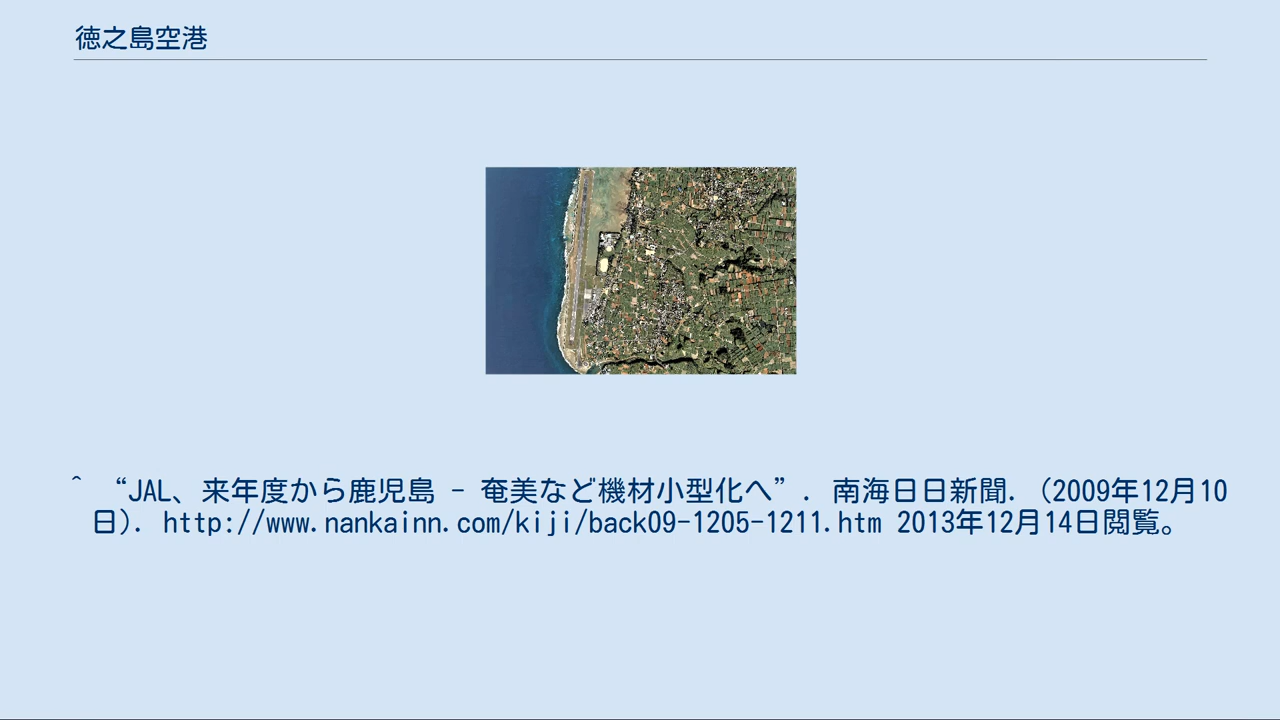 徳之島空港
^ “JAL、来年度から鹿児島 - 奄美など機材小型化へ”. 南海日日新聞. (2009年12月10
日). http://www.nankainn.com/kiji/back09-1205-1211.htm 2013年12月14日閲覧。